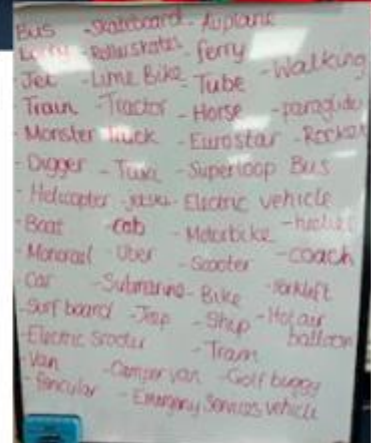 Bus - Skateboard - Airplane
Lorry - Rollerskates - Ferry
Jet - Lime Bike - Tube - Walking
Train - Tractor - Horse - paraglider
- Monster Truck - Eurostar - Rocket
- Digger - Taxi - Superloop Bus
- Helicopter - Electric vehicle
- Boat - cab - Motorbike
- Monorail - Uber - Scooter - coach
- Car - Submarine - Bike - forklift
- Surf board - Jeep - Ship - Hot air balloon
- Electric Scooter - Tram
- Van - Camper van - Golf buggy
- Funicular - Emergency Services vehicle